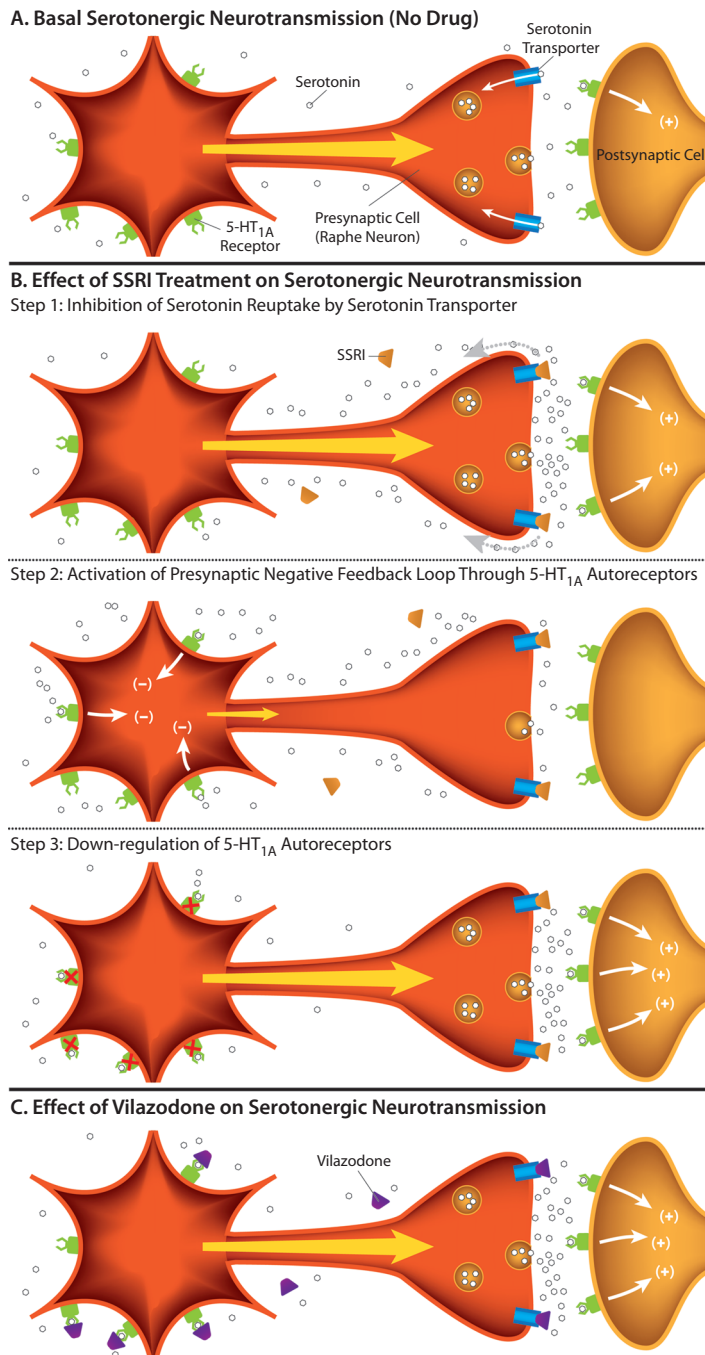 A. Basal Serotonergic Neurotransmission (No Drug)
Serotonin
Transporter
Serotonin
(+)
Postsynaptic Cell
5-HT1A
Receptor
Presynaptic Cell
(Raphe Neuron)
B. Effect of SSRI Treatment on Serotonergic Neurotransmission
Step 1: Inhibition of Serotonin Reuptake by Serotonin Transporter
SSRI
(+)
(+)
Step 2: Activation of Presynaptic Negative Feedback Loop Through 5-HT1A Autoreceptors
(−)
(−)
(−)
Step 3: Down-regulation of 5-HT1A Autoreceptors
(+)
(+)
(+)
C. Effect of Vilazodone on Serotonergic Neurotransmission
Vilazodone
(+)
(+)
(+)